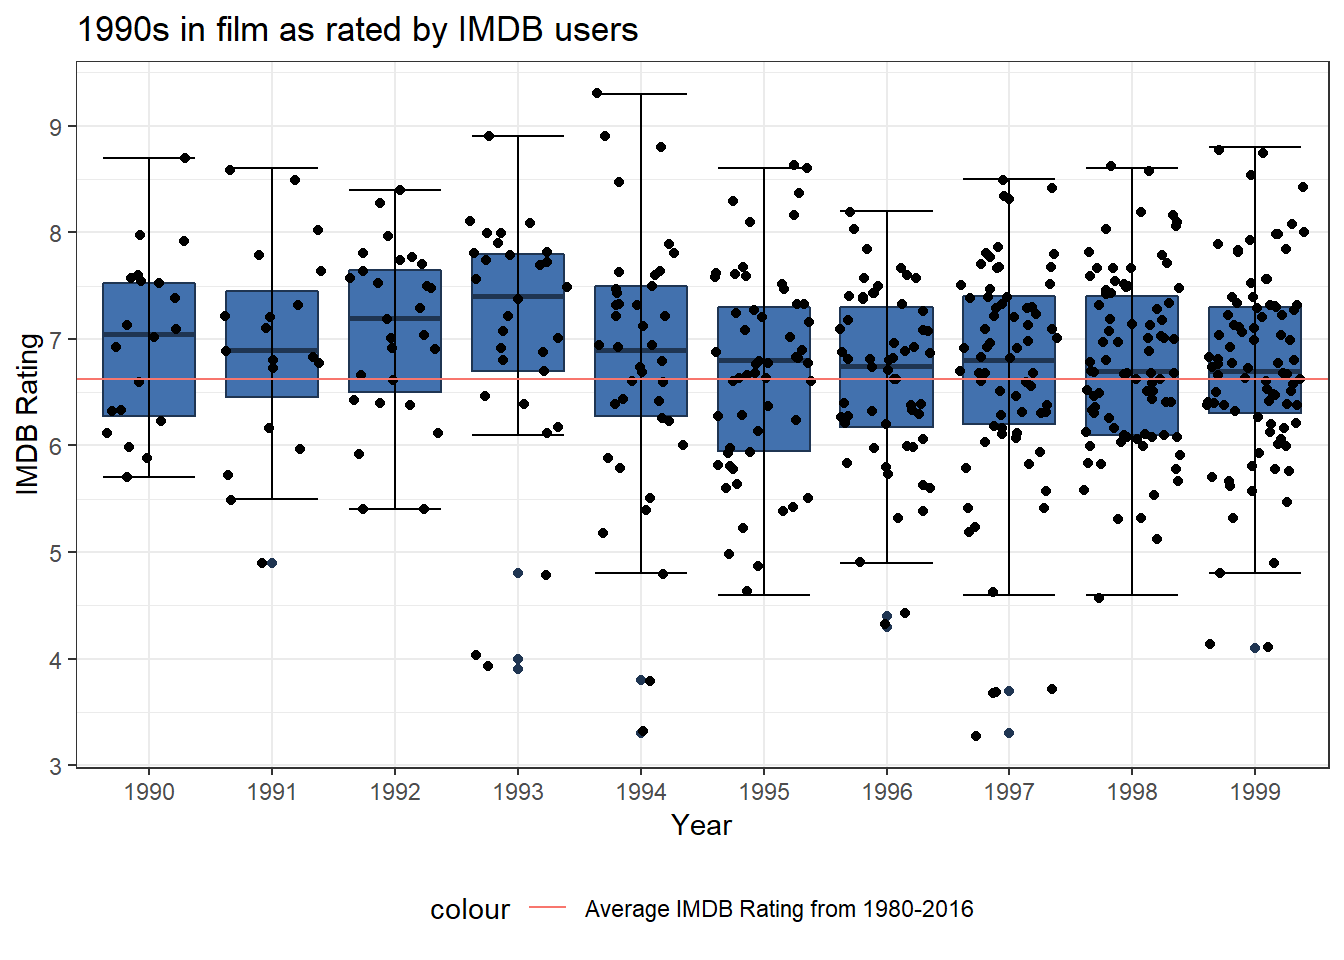 1990s in film as rated by IMDB users
IMDB Rating
9
8
7
6
5
4
3
1990 1991 1992 1993 1994 1995 1996 1997 1998 1999
Year
colour Average IMDB Rating from 1980-2016